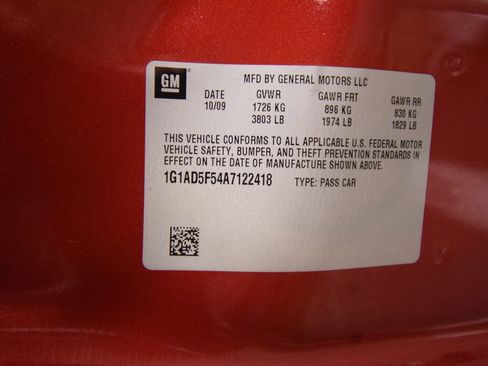 GM
MFD BY GENERAL MOTORS LLC
DATE GVWR GAWR FRT GAWR RR
10/09 1726 KG 896 KG 830 KG
3803 LB 1974 LB 1829 LB
THIS VEHICLE CONFORMS TO ALL APPLICABLE U.S. FEDERAL MOTOR
VEHICLE SAFETY, BUMPER, AND THEFT PREVENTION STANDARDS IN
EFFECT ON THE DATE OF MANUFACTURE SHOWN ABOVE.
1G1AD5F54A7122418 TYPE: PASS CAR